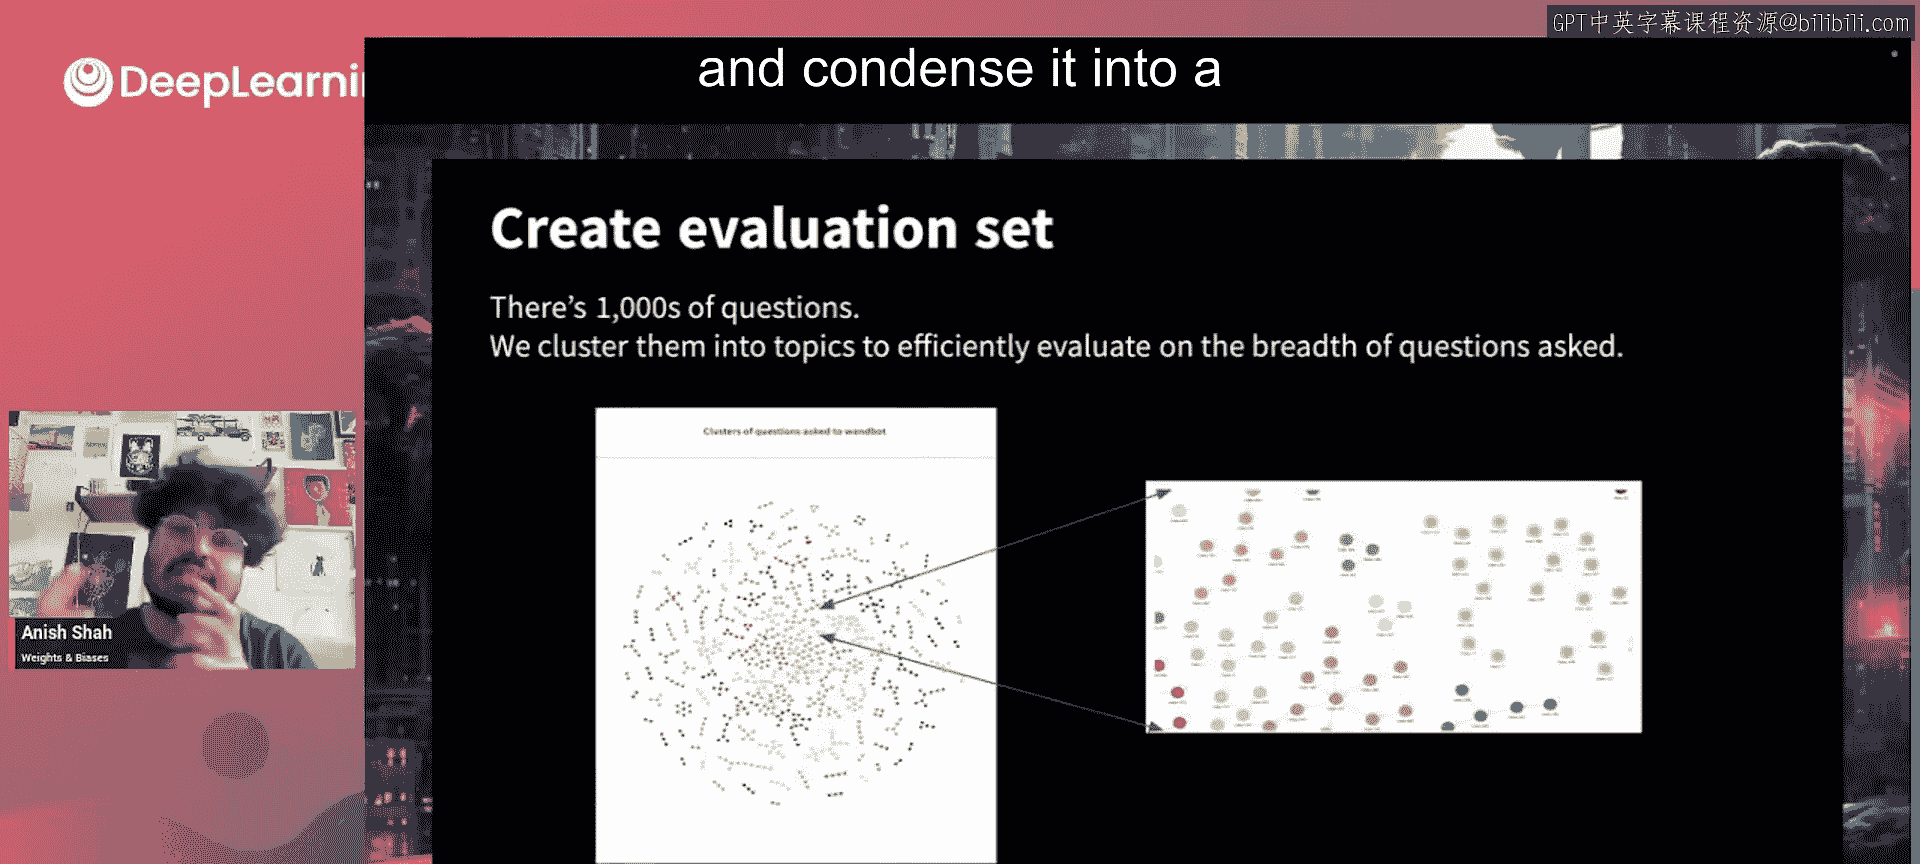 GPT中英字幕课程资源@bilibili.com
DeepLearni
and condense it into a
Create evaluation set
There's 1,000s of questions.
We cluster them into topics to efficiently evaluate on the breadth of questions asked.
Clusters of questions asked to wandbot
Anish Shah
Weights & Biases